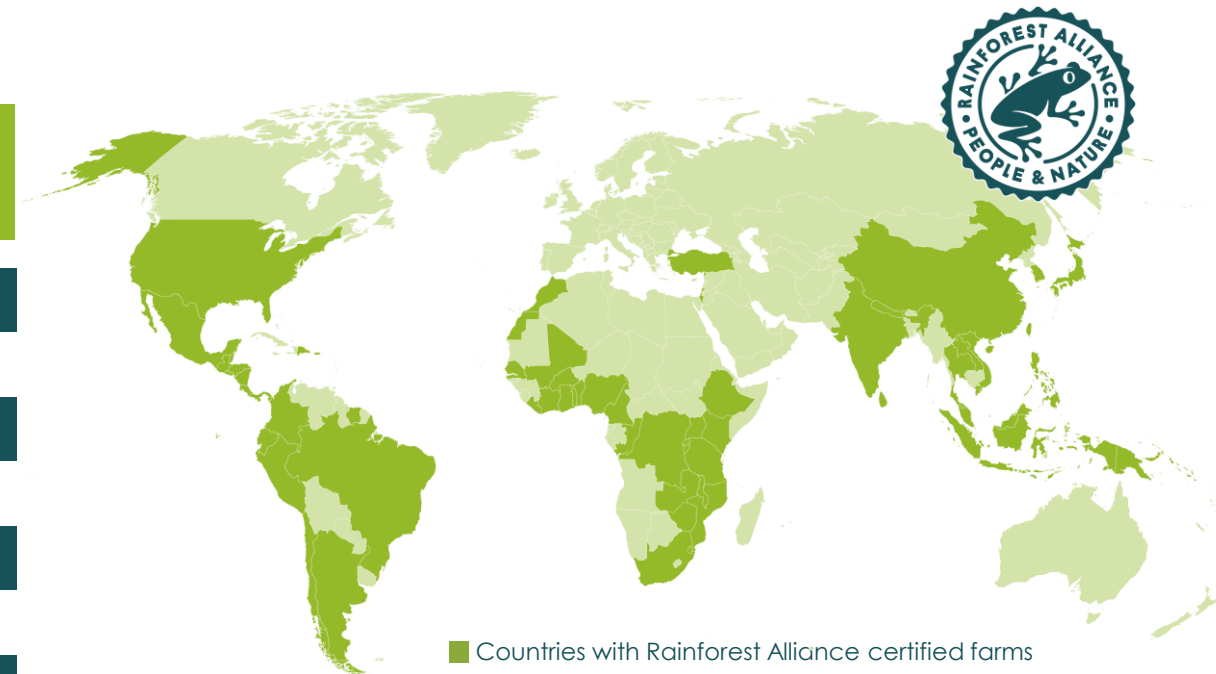 RAINFOREST ALLIANCE
• PEOPLE & NATURE •
Countries with Rainforest Alliance certified farms